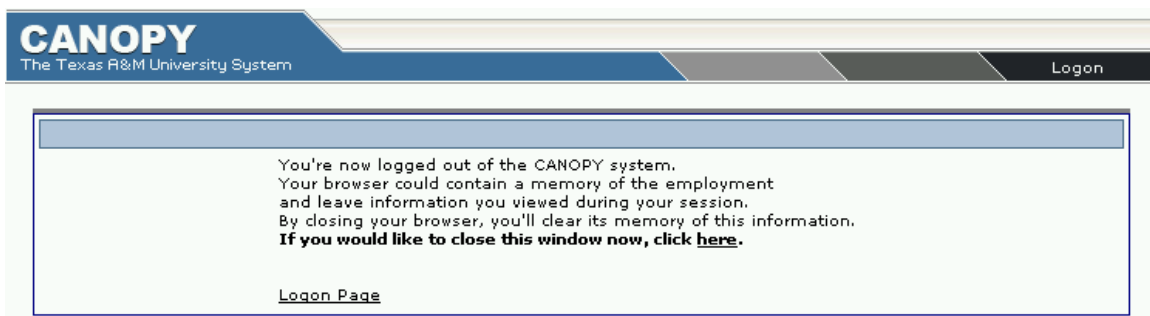 CANOPY
The Texas A&M University System
Logon
You're now logged out of the CANOPY system.
Your browser could contain a memory of the employment
and leave information you viewed during your session.
By closing your browser, you'll clear its memory of this information.
If you would like to close this window now, click here.
Logon Page